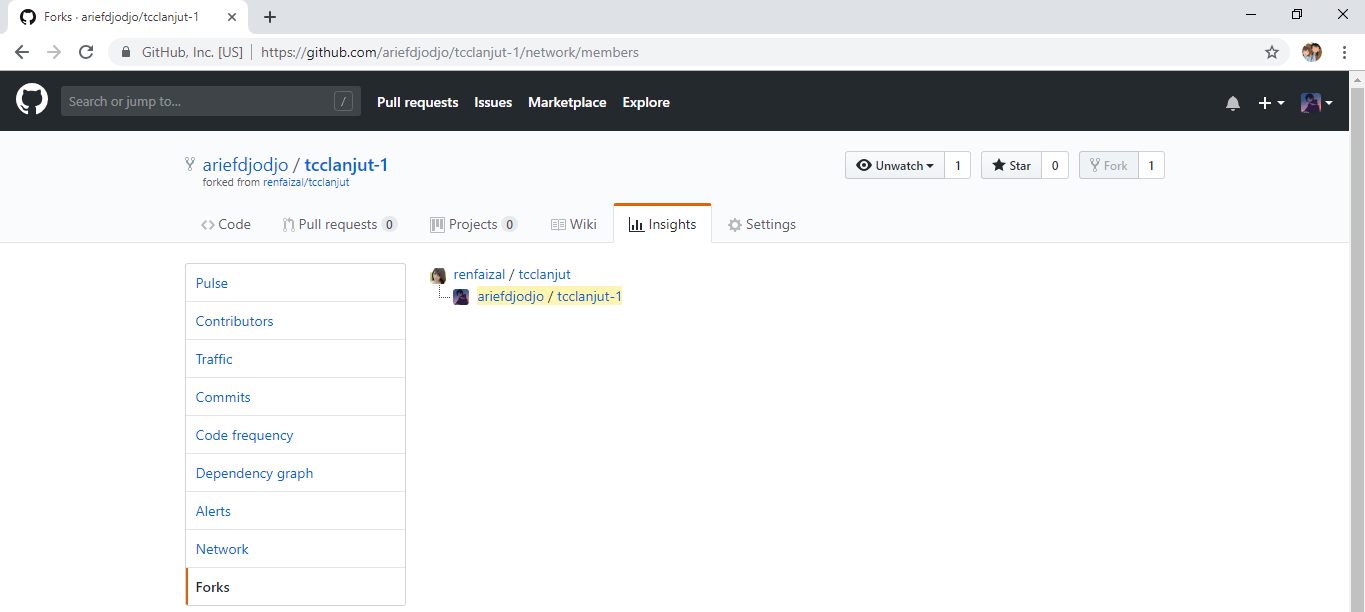 Forks · ariefdjodjo/tcclanjut-1
GitHub, Inc. [US] | https://github.com/ariefdjodjo/tcclanjut-1/network/members
Search or jump to... / Pull requests Issues Marketplace Explore
ariefdjodjo / tcclanjut-1 Unwatch 1 Star 0 Fork 1
forked from renfaizal/tcclanjut
Code Pull requests 0 Projects 0 Wiki Insights Settings
Pulse
Contributors
Traffic
Commits
Code frequency
Dependency graph
Alerts
Network
Forks
renfaizal / tcclanjut
ariefdjodjo / tcclanjut-1